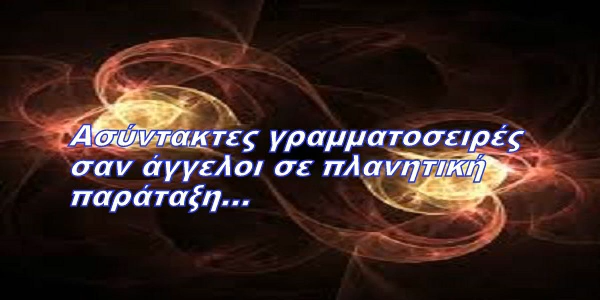 Ασύντακτες γραμματοσειρές
σαν άγγελοι σε πλανητική
παράταξη...